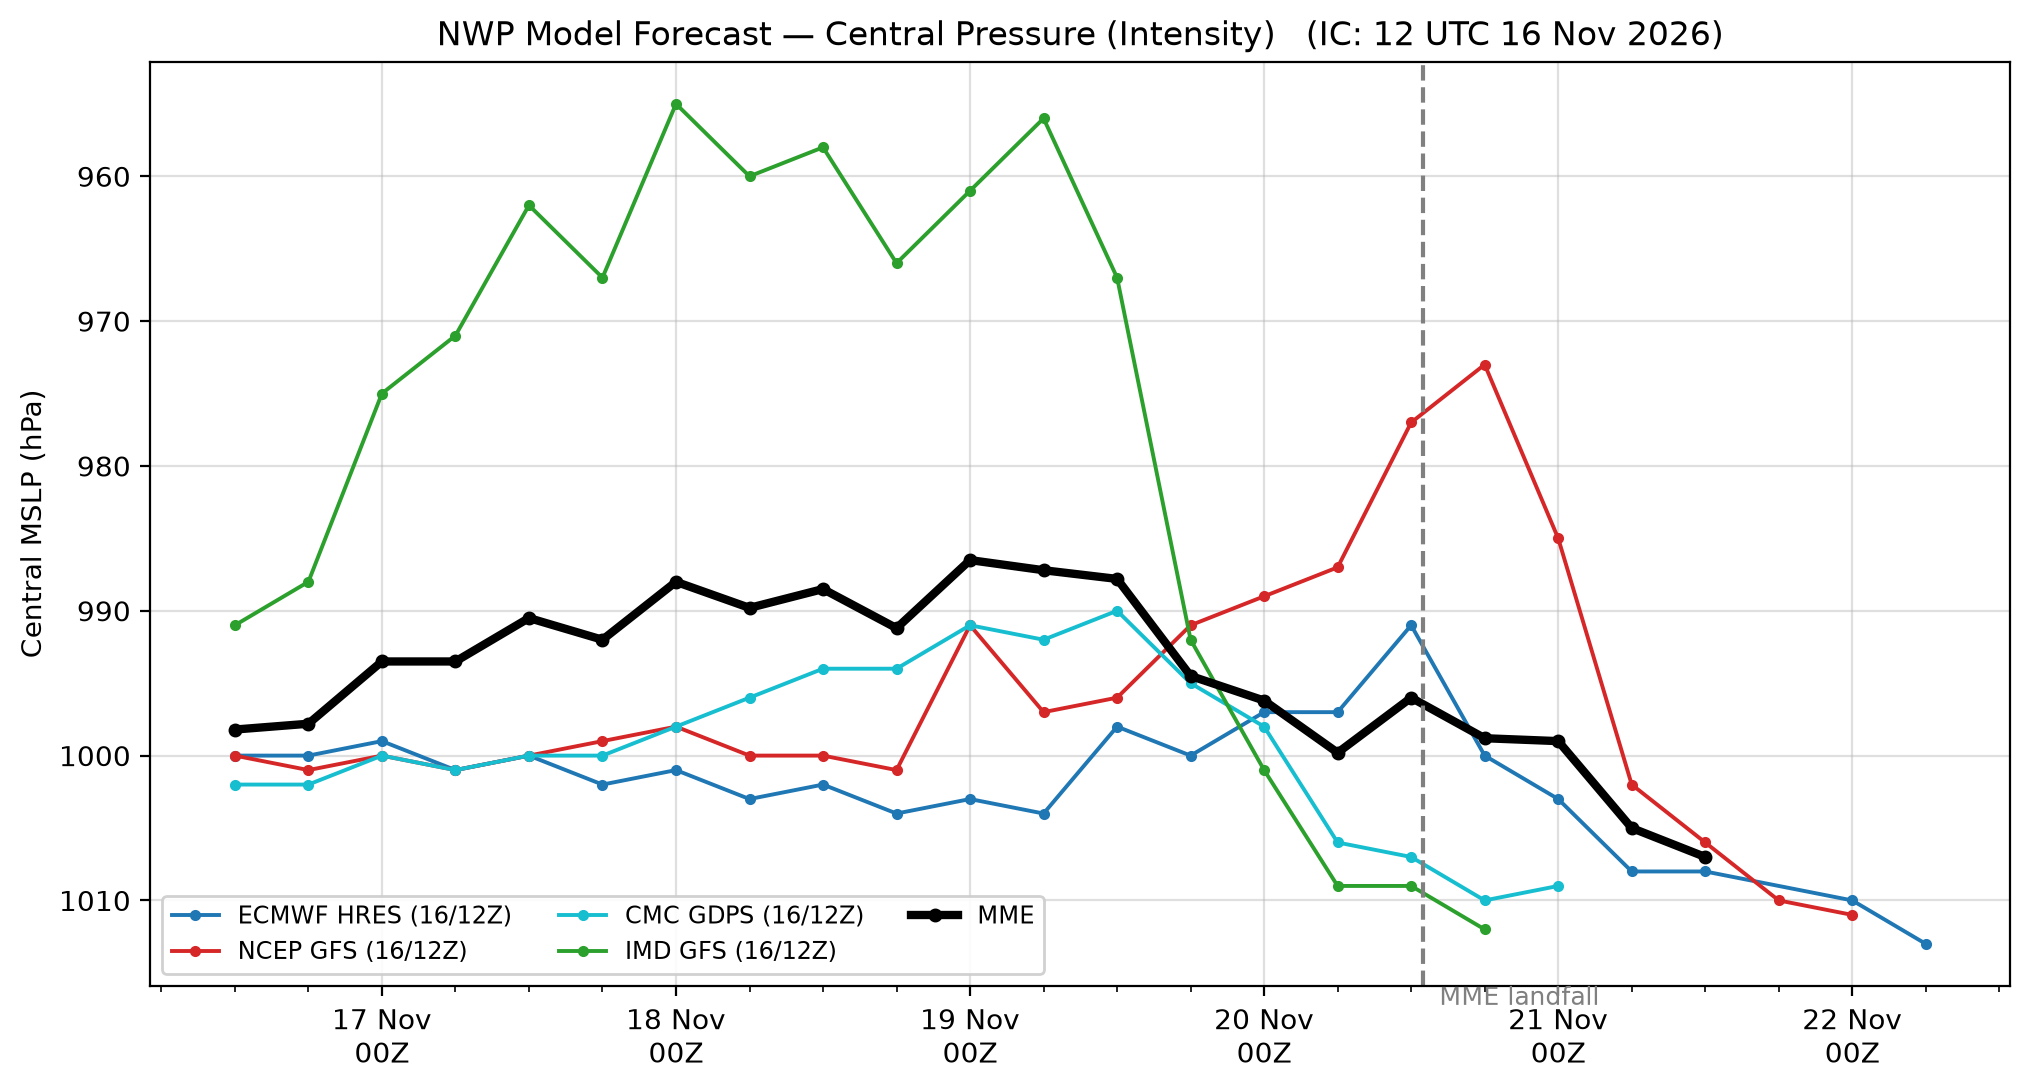 NWP Model Forecast — Central Pressure (Intensity)   (IC: 12 UTC 16 Nov 2026)
Central MSLP (hPa)
960
970
980
990
1000
1010
ECMWF HRES (16/12Z)
NCEP GFS (16/12Z)
CMC GDPS (16/12Z)
IMD GFS (16/12Z)
MME
MME landfall
17 Nov
00Z
18 Nov
00Z
19 Nov
00Z
20 Nov
00Z
21 Nov
00Z
22 Nov
00Z